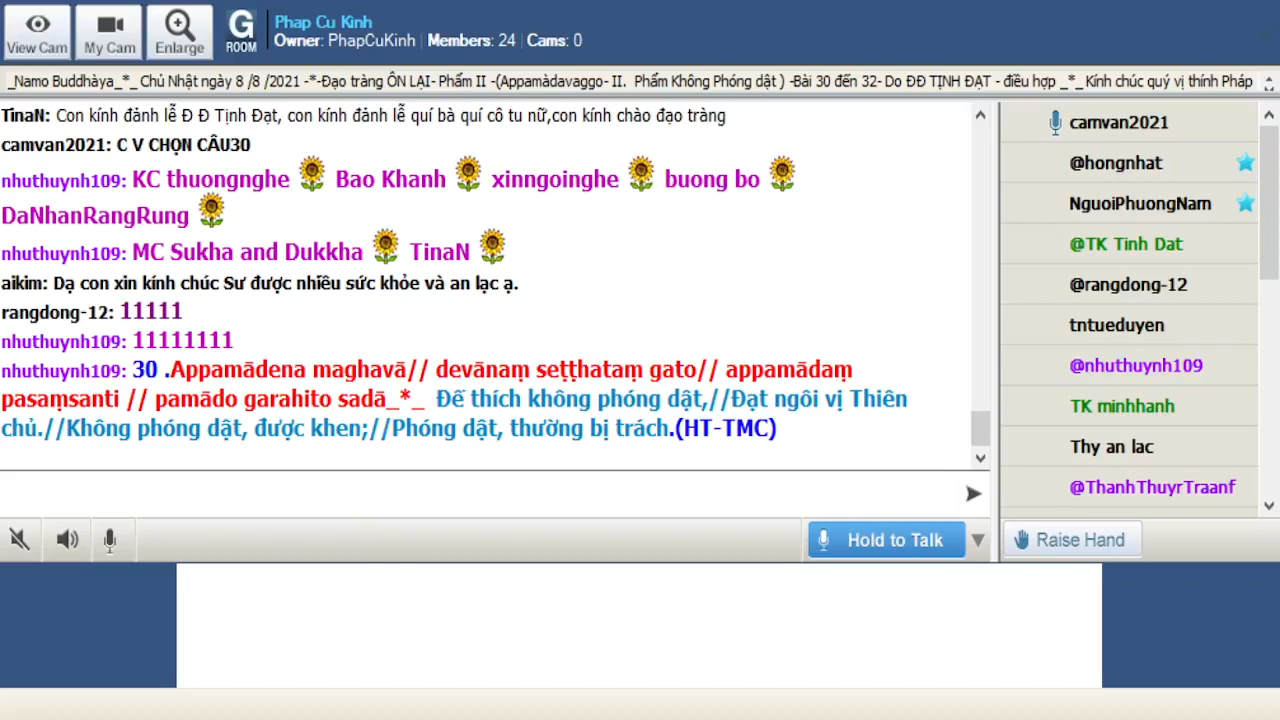 View Cam
My Cam
Enlarge
G
ROOM
Phap Cu Kinh
Owner: PhapCuKinh | Members: 24 | Cams: 0
_Namo Buddhàya_*_ Chủ Nhật ngày 8 /8 /2021 -*-Đạo tràng ÔN LẠI- Phẩm II -(Appamàdavaggo- II. Phẩm Không Phóng dật ) -Bài 30 đến 32- Do ĐĐ TỊNH ĐẠT - điều hợp _*_Kính chúc quý vị thính Pháp
TinaN: Con kính đảnh lễ Đ Đ Tịnh Đạt, con kính đảnh lễ quí bà quí cô tu nữ,con kính chào đạo tràng
camvan2021: C V CHỌN CÂU30
nhuthuynh109: KC thuongnghe Bao Khanh xinngoinghe buong bo
DaNhanRangRung
nhuthuynh109: MC Sukha and Dukkha TinaN
aikim: Dạ con xin kính chúc Sư được nhiều sức khỏe và an lạc ạ.
rangdong-12: 11111
nhuthuynh109: 11111111
nhuthuynh109: 30 .Appamādena maghavā// devānaṃ seṭṭhataṃ gato// appamādaṃ
pasaṃsanti // pamādo garahito sadā_*_ Đế thích không phóng dật,//Đạt ngôi vị Thiên
chủ.//Không phóng dật, được khen;//Phóng dật, thường bị trách.(HT-TMC)
camvan2021
@hongnhat
NguoiPhuongNam
@TK Tinh Dat
@rangdong-12
tntueduyen
@nhuthuynh109
TK minhhanh
Thy an lac
@ThanhThuyrTraanf
Hold to Talk
Raise Hand